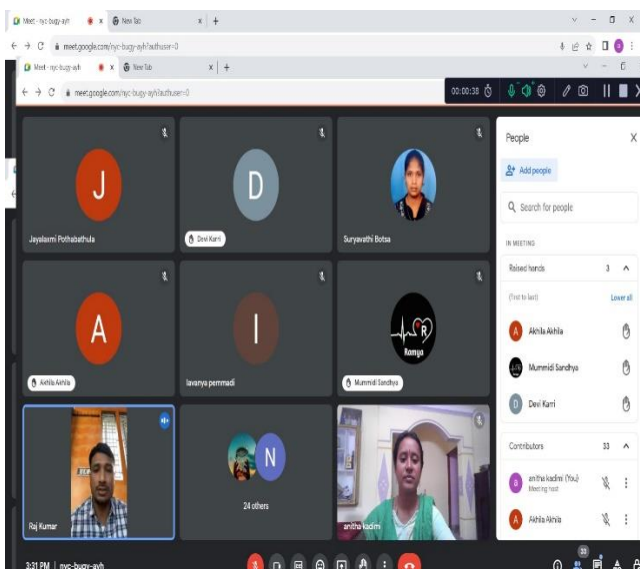 Meet - nyc-bugy-ayh
New Tab
meet.google.com/nyc-bugy-ayh?authuser=0
Meet - nyc-bugy-ayh
New Tab
meet.google.com/nyc-bugy-ayh?authuser=0
00:00:38
People
Add people
J
D
Jayalaxmi Pothabathula
Devi Karri
Suryavathi Botsa
Search for people
IN MEETING
Raised hands 3
(first to last) Lower all
A
I
R
Ramya
Akhila Akhila
lavanya pemmadi
Mummidi Sandhya
A Akhila Akhila
Mummidi Sandhya
D Devi Karri
Contributors 33
N
24 others
Raj Kumar
anitha kadimi
a anitha kadimi (You)
Meeting host
A Akhila Akhila
3:31 PM | nyc-bugy-ayh
33